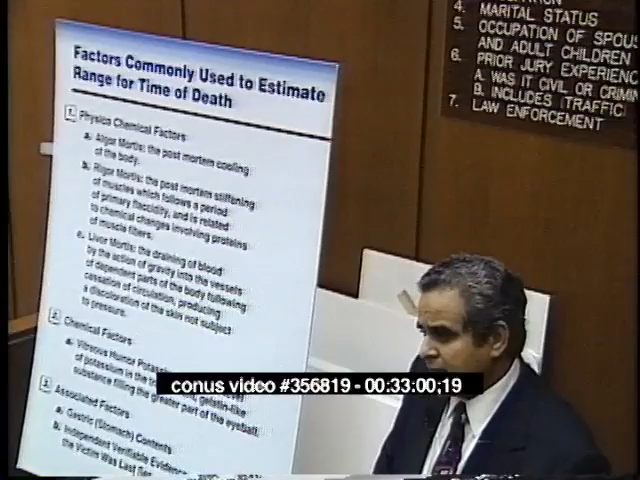 Factors Commonly Used to Estimate
Range for Time of Death
1. Physico Chemical Factors
a. Algor Mortis: the post mortem cooling
of the body.
b. Rigor Mortis: the post mortem stiffening
of muscles which follows a period
of primary flaccidity, and is related
to chemical changes involving proteins
of muscle fibers.
c. Livor Mortis: the draining of blood
by the action of gravity into the vessels
of dependent parts of the body following
cessation of circulation, producing
a discoloration of the skin not subject
to pressure.
2. Chemical Factors
a. Vitreous Humor
of potassium in the gelatin-like
substance filling the greater part of the eyeball.
3. Associated Factors
a. Gastric (Stomach) Contents
b. Independent Verifiable Evidence
the Victim Was Last
4. MARITAL STATUS
5. OCCUPATION OF SPOUS
AND ADULT CHILDREN
6. PRIOR JURY EXPERIENC
A. WAS IT CIVIL OR CRIMIN
B. INCLUDES (TRAFFIC
7. LAW ENFORCEMENT
conus video #356819 - 00:33:00;19